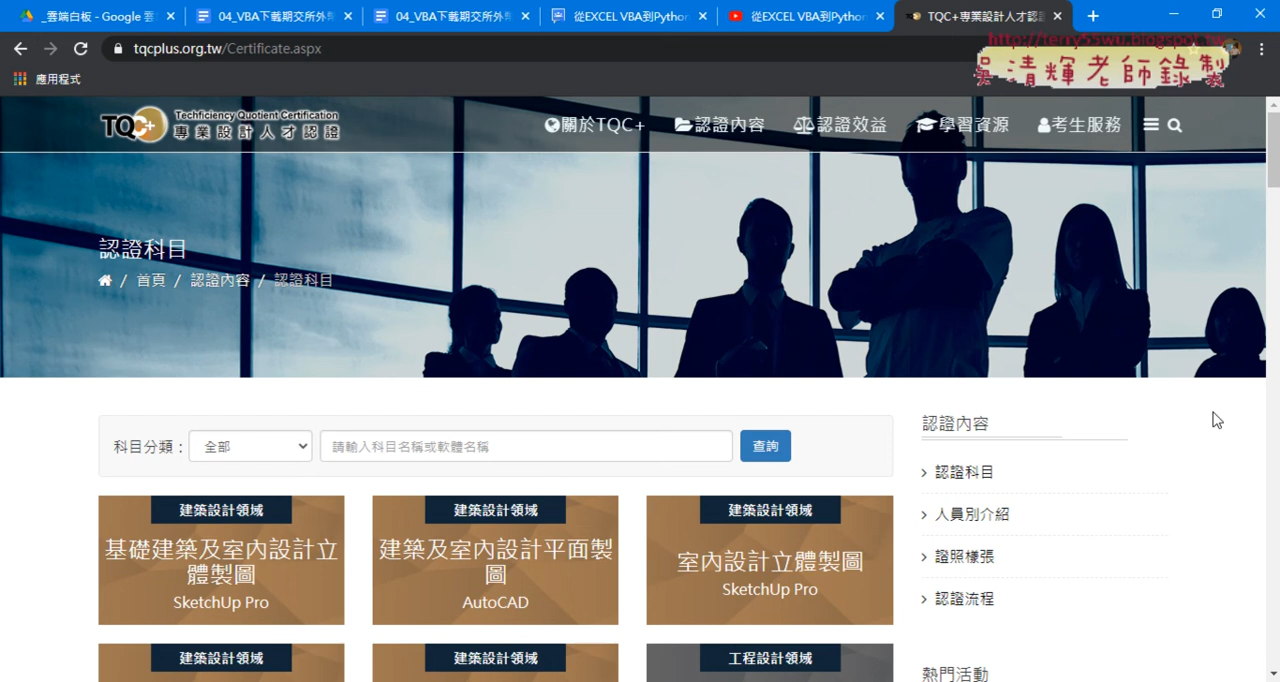 _雲端白板 - Google 雲
04_VBA下載期交所外幣
04_VBA下載期交所外幣
從EXCEL VBA到Python
從EXCEL VBA到Python
TQC+專業設計人才認證
tqcplus.org.tw/Certificate.aspx
http://terry55wu.blogspot.tw
吳清輝老師錄製
應用程式
TQC+
Techficiency Quotient Certification
專業設計人才認證
關於TQC+
認證內容
認證效益
學習資源
考生服務
認證科目
/ 首頁 / 認證內容 / 認證科目
科目分類：
全部
請輸入科目名稱或軟體名稱
查詢
建築設計領域
基礎建築及室內設計立
體製圖
SketchUp Pro
建築設計領域
建築及室內設計平面製
圖
AutoCAD
建築設計領域
室內設計立體製圖
SketchUp Pro
建築設計領域
建築設計領域
工程設計領域
認證內容
認證科目
人員別介紹
證照樣張
認證流程
熱門活動